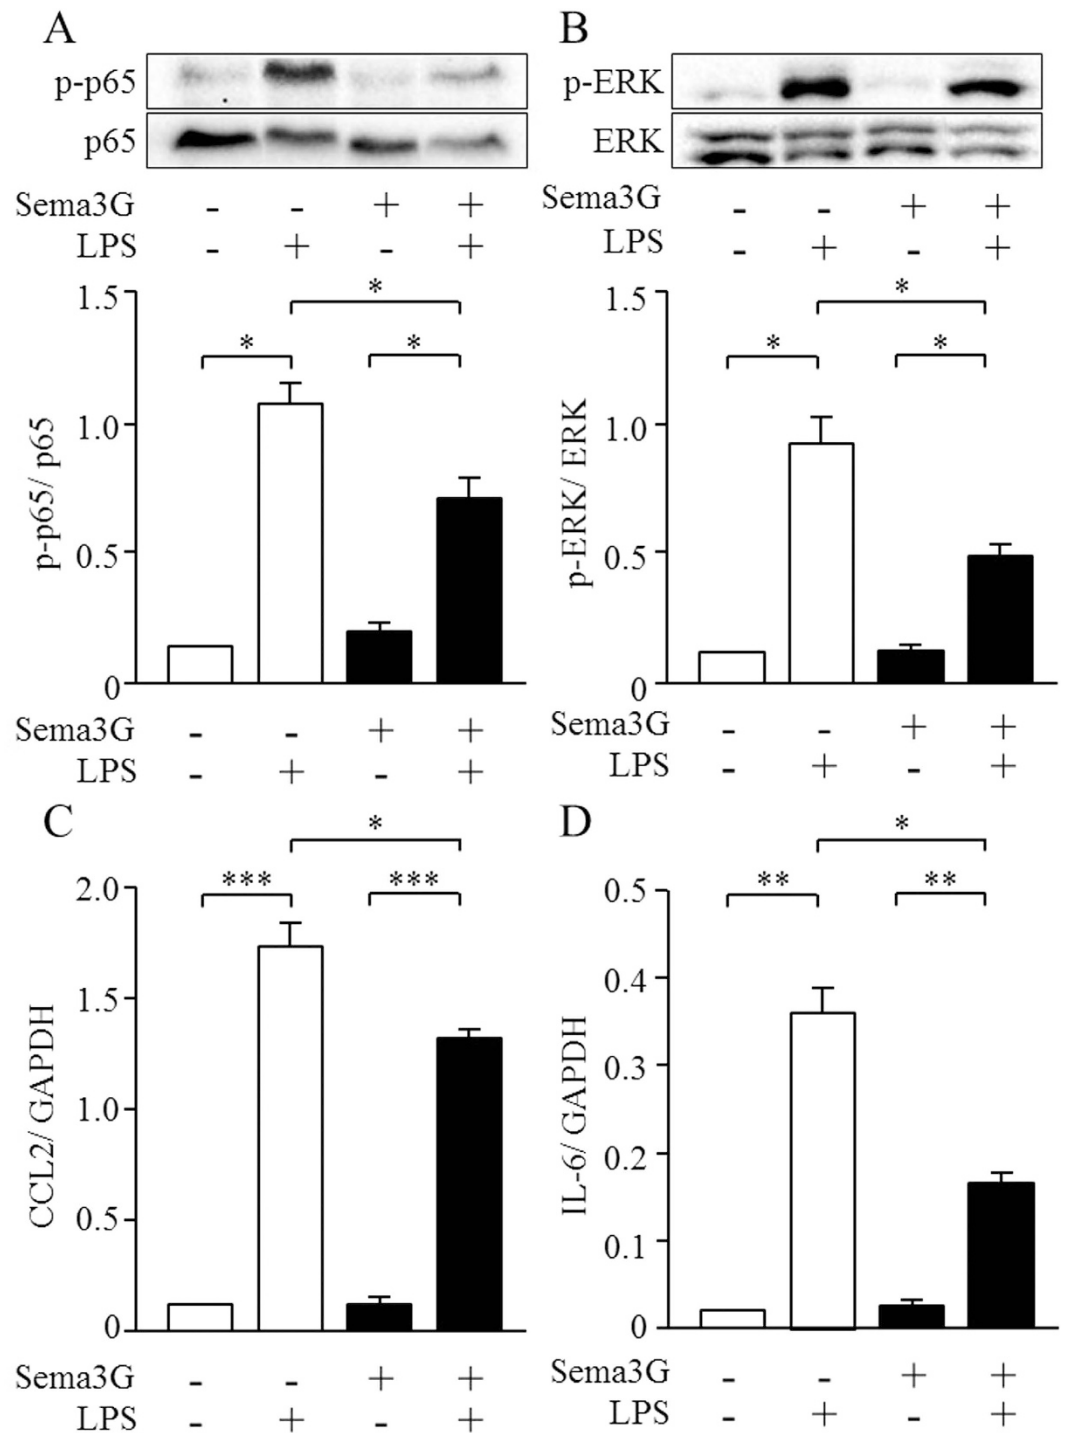 A
p-p65
p65
Sema3G - - + +
LPS - + - +
1.5
1.0
0.5
0
p-p65/ p65
*
*
*
Sema3G - - + +
LPS - + - +
B
p-ERK
ERK
Sema3G - - + +
LPS - + - +
1.5
1.0
0.5
0
p-ERK/ ERK
*
*
*
Sema3G - - + +
LPS - + - +
C
2.0
1.5
1.0
0.5
0
CCL2/ GAPDH
*
***
***
Sema3G - - + +
LPS - + - +
D
0.5
0.4
0.3
0.2
0.1
0
IL-6/ GAPDH
*
**
**
Sema3G - - + +
LPS - + - +